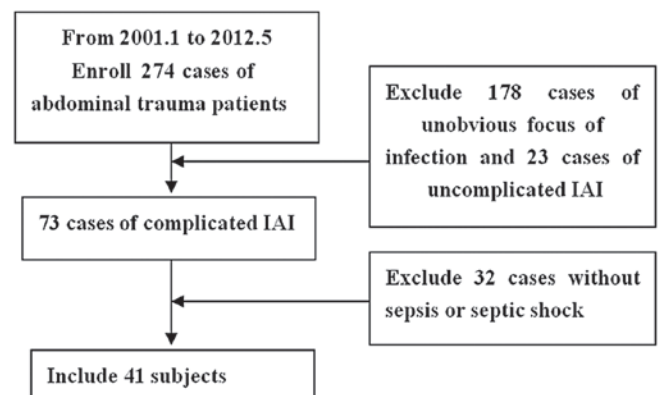 From 2001.1 to 2012.5
Enroll 274 cases of
abdominal trauma patients
Exclude 178 cases of
unobvious focus of
infection and 23 cases of
uncomplicated IAI
73 cases of complicated IAI
Exclude 32 cases without
sepsis or septic shock
Include 41 subjects